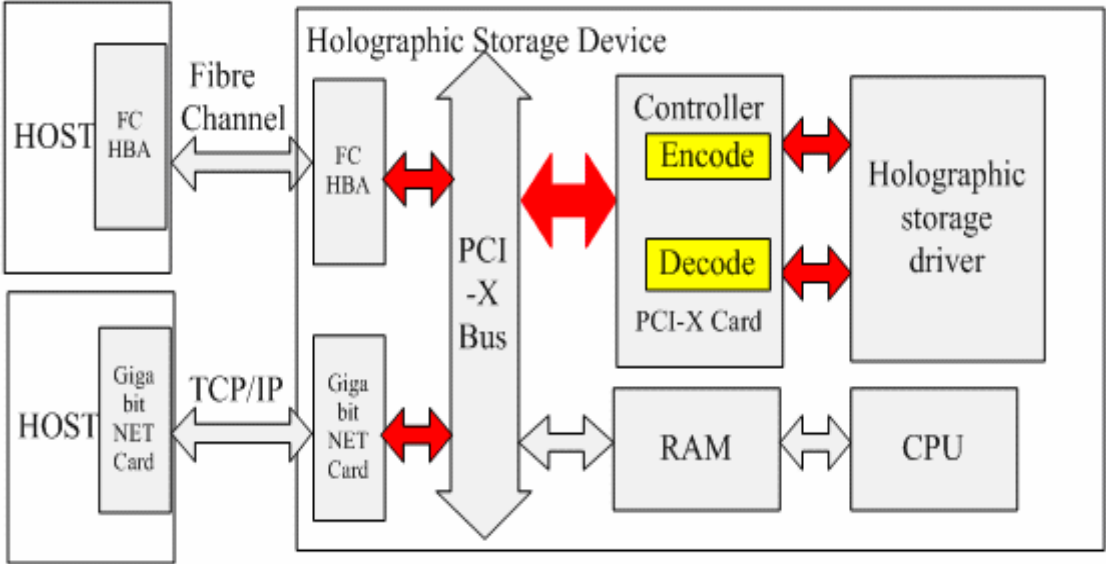 Holographic Storage Device
HOST
FC
HBA
Fibre
Channel
FC
HBA
HOST
Giga
bit
NET
Card
TCP/IP
Giga
bit
NET
Card
PCI
-X
Bus
Controller
Encode
Decode
PCI-X Card
Holographic
storage
driver
RAM
CPU